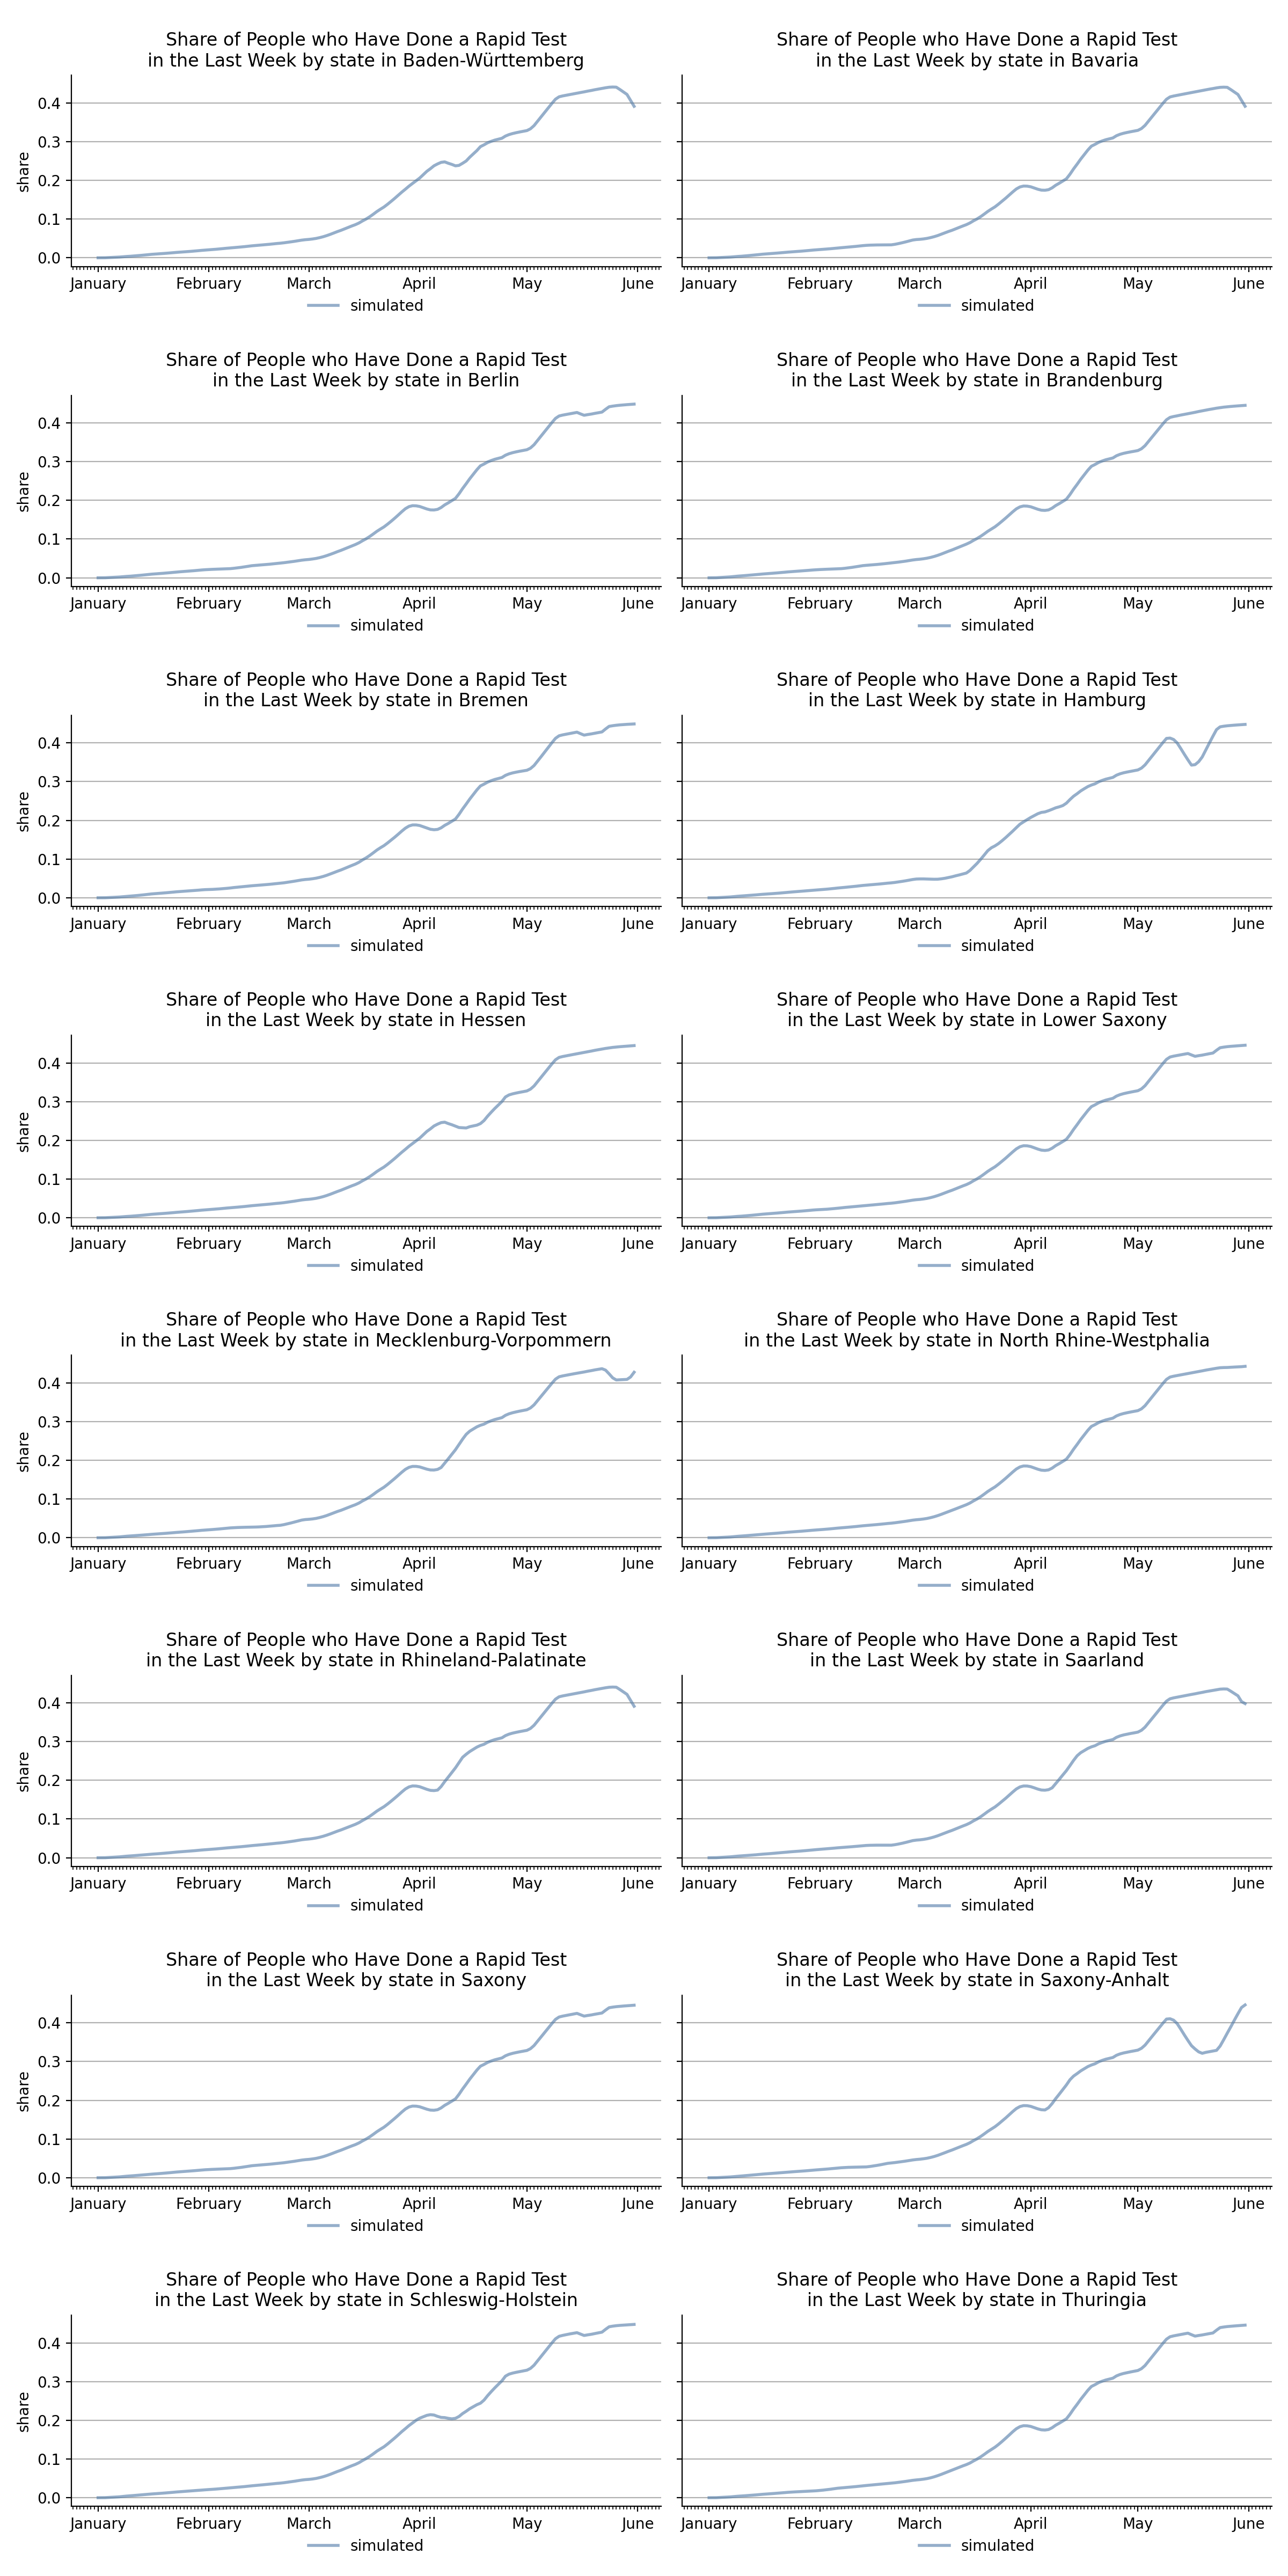 Share of People who Have Done a Rapid Test
in the Last Week by state in Baden-Württemberg
share
0.4
0.3
0.2
0.1
0.0
January February March April May June
simulated
Share of People who Have Done a Rapid Test
in the Last Week by state in Bavaria
January February March April May June
simulated
Share of People who Have Done a Rapid Test
in the Last Week by state in Berlin
share
0.4
0.3
0.2
0.1
0.0
January February March April May June
simulated
Share of People who Have Done a Rapid Test
in the Last Week by state in Brandenburg
January February March April May June
simulated
Share of People who Have Done a Rapid Test
in the Last Week by state in Bremen
share
0.4
0.3
0.2
0.1
0.0
January February March April May June
simulated
Share of People who Have Done a Rapid Test
in the Last Week by state in Hamburg
January February March April May June
simulated
Share of People who Have Done a Rapid Test
in the Last Week by state in Hessen
share
0.4
0.3
0.2
0.1
0.0
January February March April May June
simulated
Share of People who Have Done a Rapid Test
in the Last Week by state in Lower Saxony
January February March April May June
simulated
Share of People who Have Done a Rapid Test
in the Last Week by state in Mecklenburg-Vorpommern
share
0.4
0.3
0.2
0.1
0.0
January February March April May June
simulated
Share of People who Have Done a Rapid Test
in the Last Week by state in North Rhine-Westphalia
January February March April May June
simulated
Share of People who Have Done a Rapid Test
in the Last Week by state in Rhineland-Palatinate
share
0.4
0.3
0.2
0.1
0.0
January February March April May June
simulated
Share of People who Have Done a Rapid Test
in the Last Week by state in Saarland
January February March April May June
simulated
Share of People who Have Done a Rapid Test
in the Last Week by state in Saxony
share
0.4
0.3
0.2
0.1
0.0
January February March April May June
simulated
Share of People who Have Done a Rapid Test
in the Last Week by state in Saxony-Anhalt
January February March April May June
simulated
Share of People who Have Done a Rapid Test
in the Last Week by state in Schleswig-Holstein
share
0.4
0.3
0.2
0.1
0.0
January February March April May June
simulated
Share of People who Have Done a Rapid Test
in the Last Week by state in Thuringia
January February March April May June
simulated